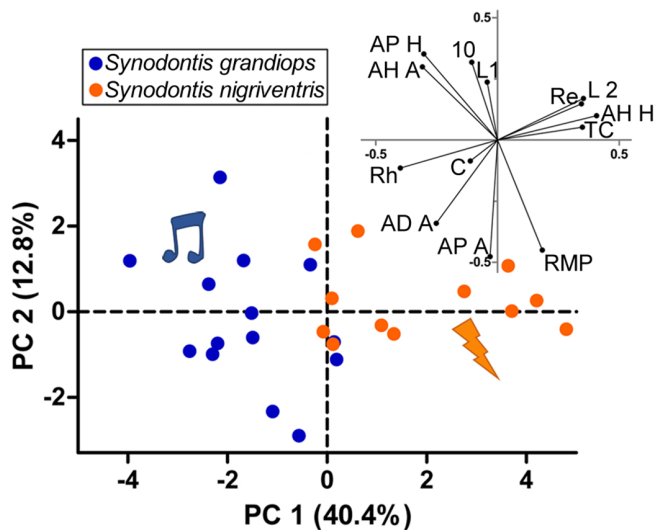 Synodontis grandiops
Synodontis nigriventris
0.5
AP H
10
AH A
L1
Re
L 2
AH H
TC
-0.5
0.5
Rh
C
AD A
AP A
-0.5
RMP
4
2
0
-2
PC 2 (12.8%)
-4
-2
0
2
4
PC 1 (40.4%)